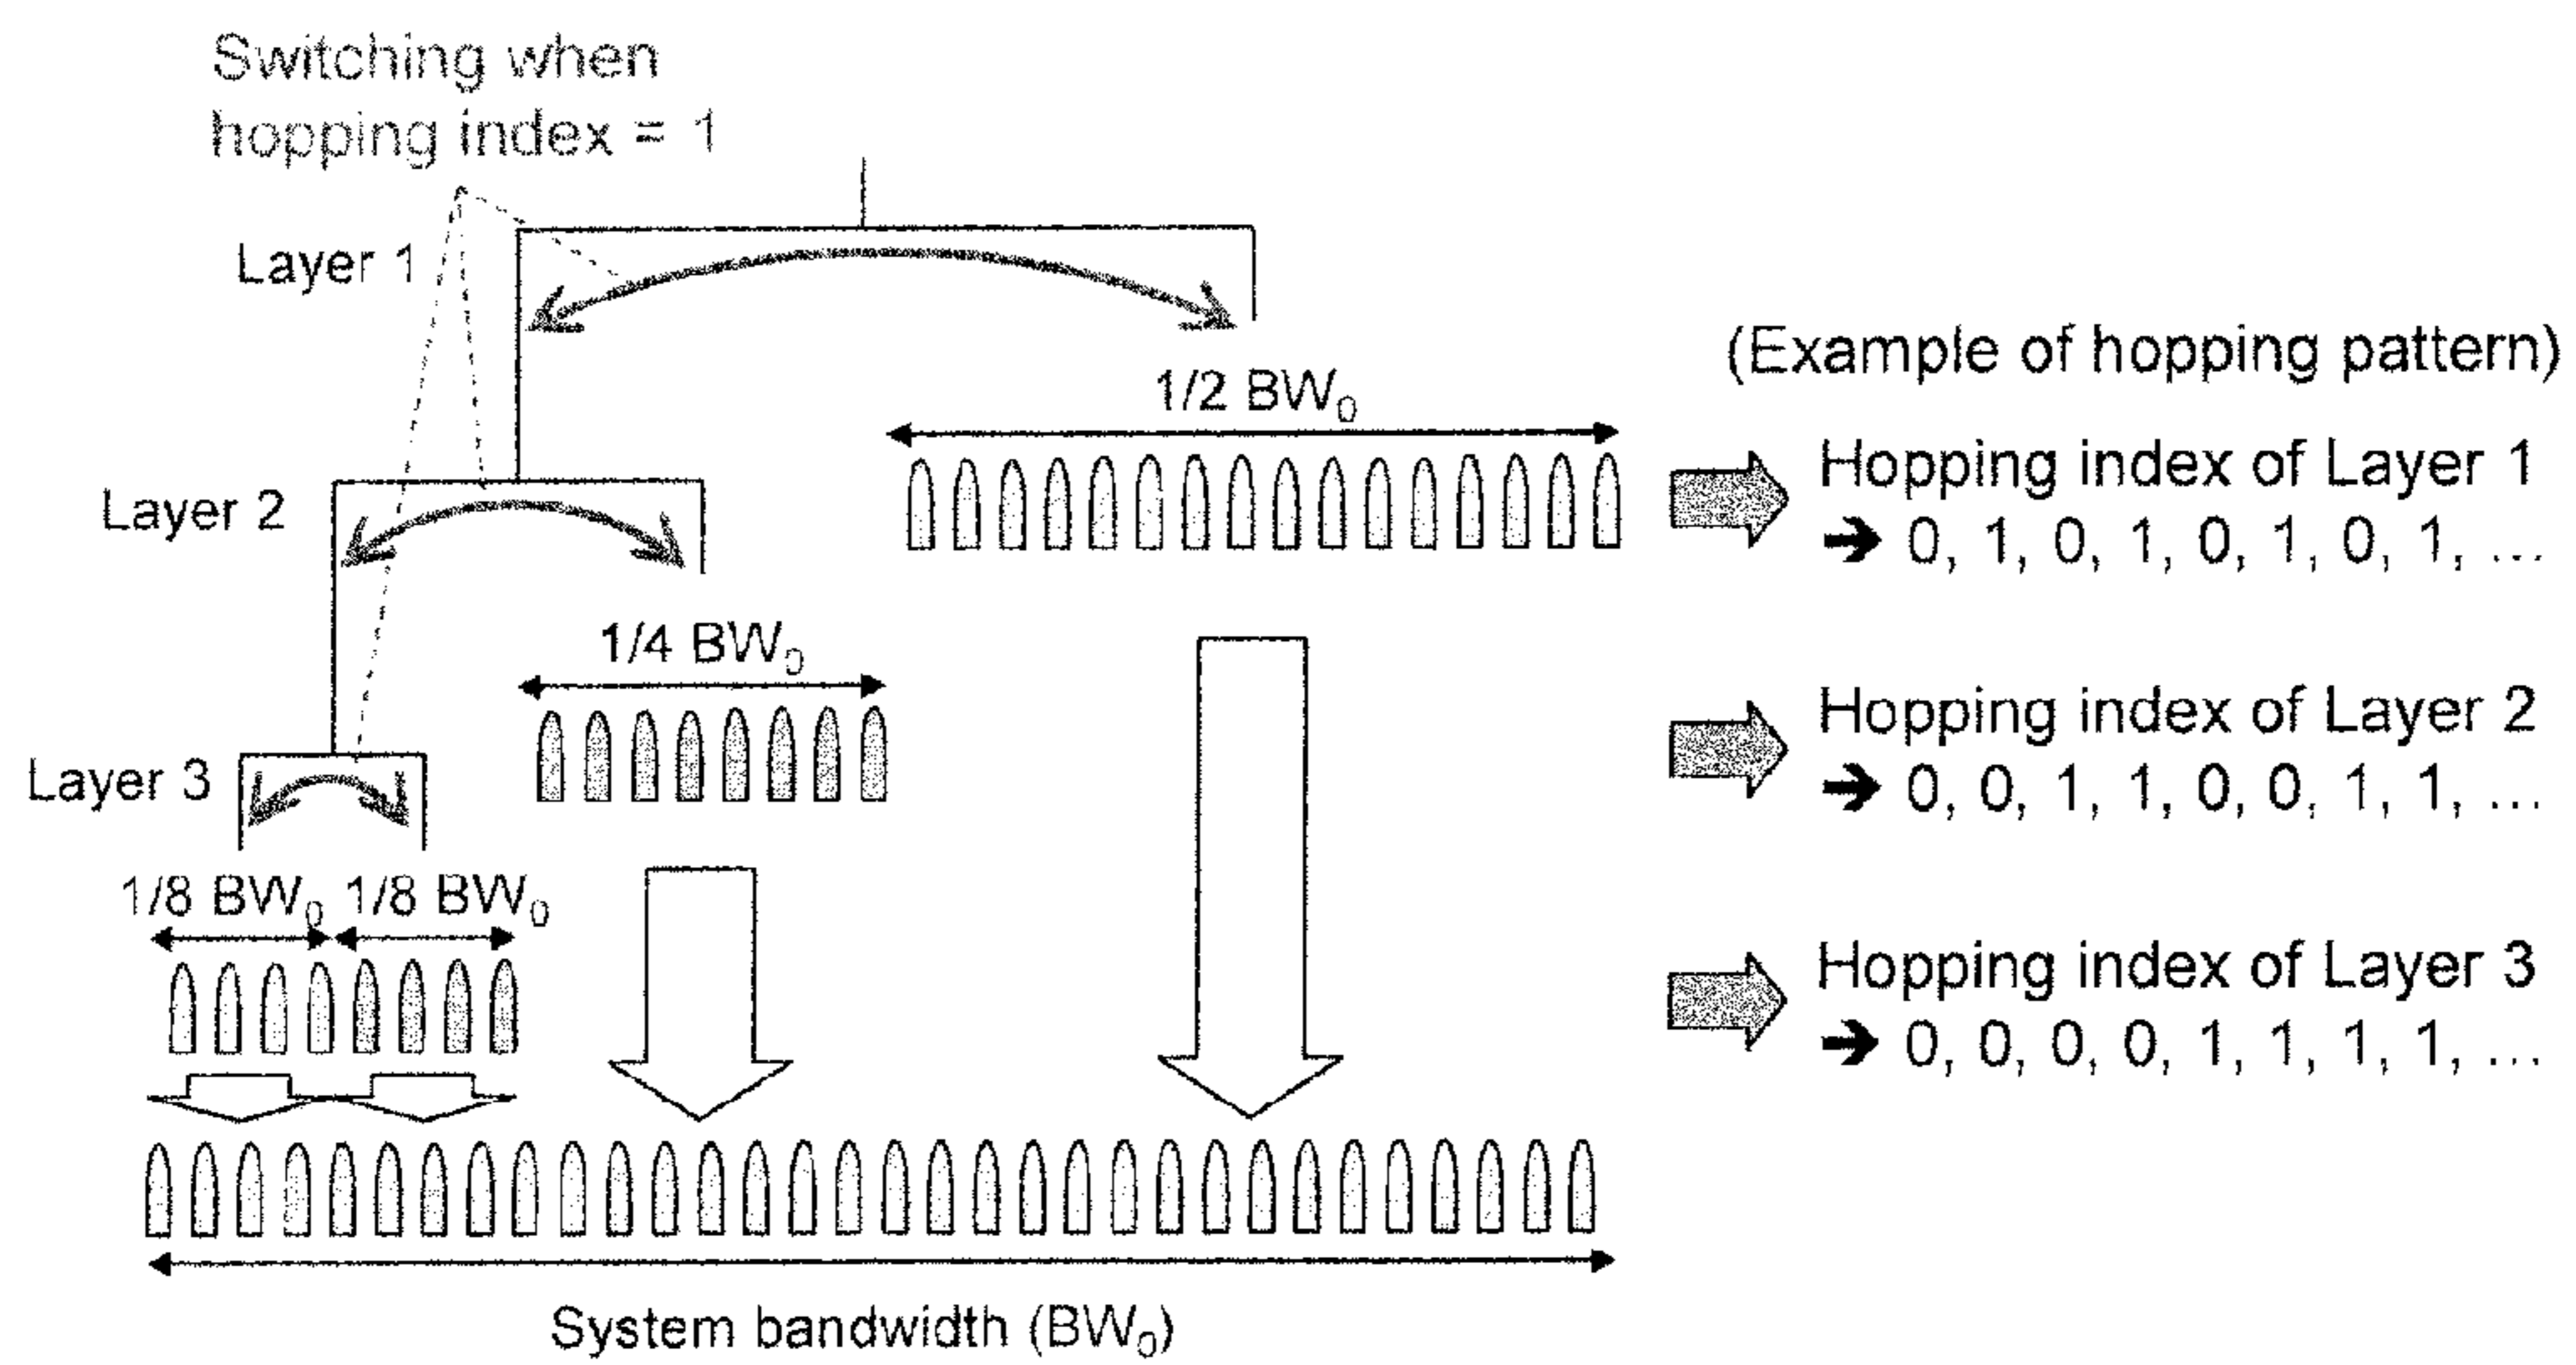 Switching when
hopping index = 1
Layer 1
(Example of hopping pattern)
1/2 BW₀
Hopping index of Layer 1
➔ 0, 1, 0, 1, 0, 1, 0, 1, …
Layer 2
1/4 BW₀
Hopping index of Layer 2
➔ 0, 0, 1, 1, 0, 0, 1, 1, …
Layer 3
1/8 BW₀ 1/8 BW₀
Hopping index of Layer 3
➔ 0, 0, 0, 0, 1, 1, 1, 1, …
System bandwidth (BW₀)